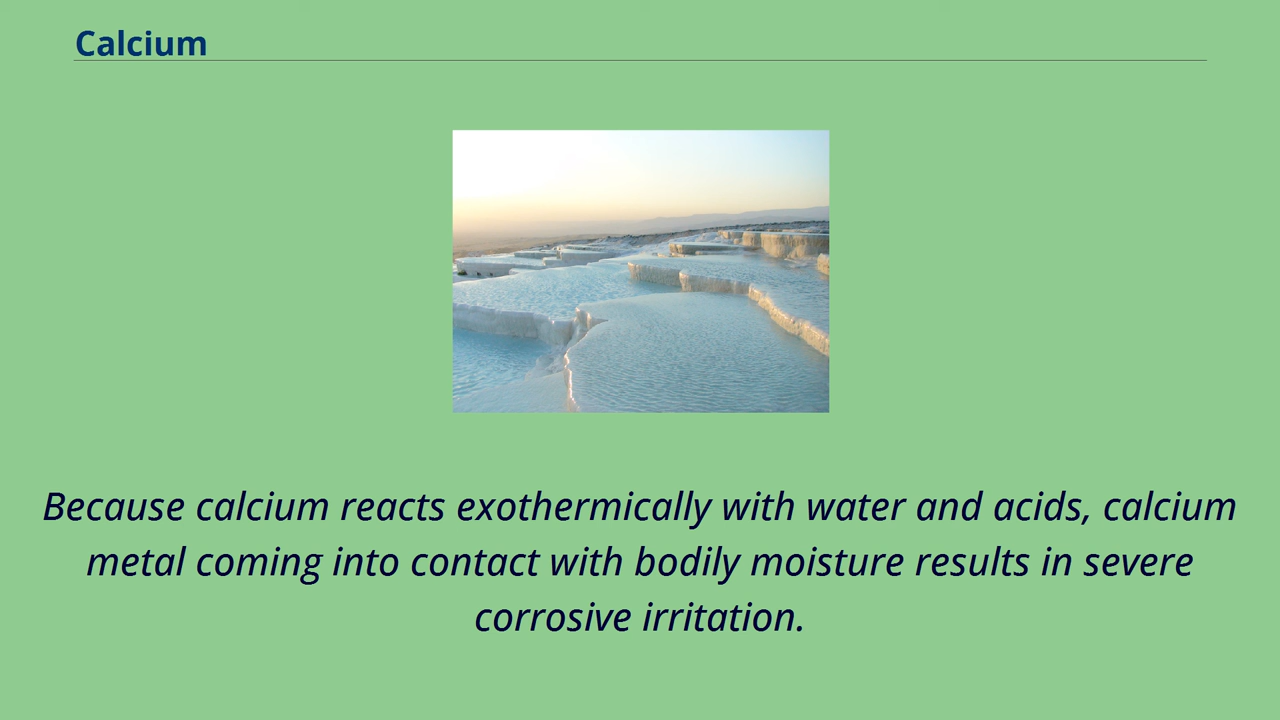 Calcium
Because calcium reacts exothermically with water and acids, calcium
metal coming into contact with bodily moisture results in severe
corrosive irritation.